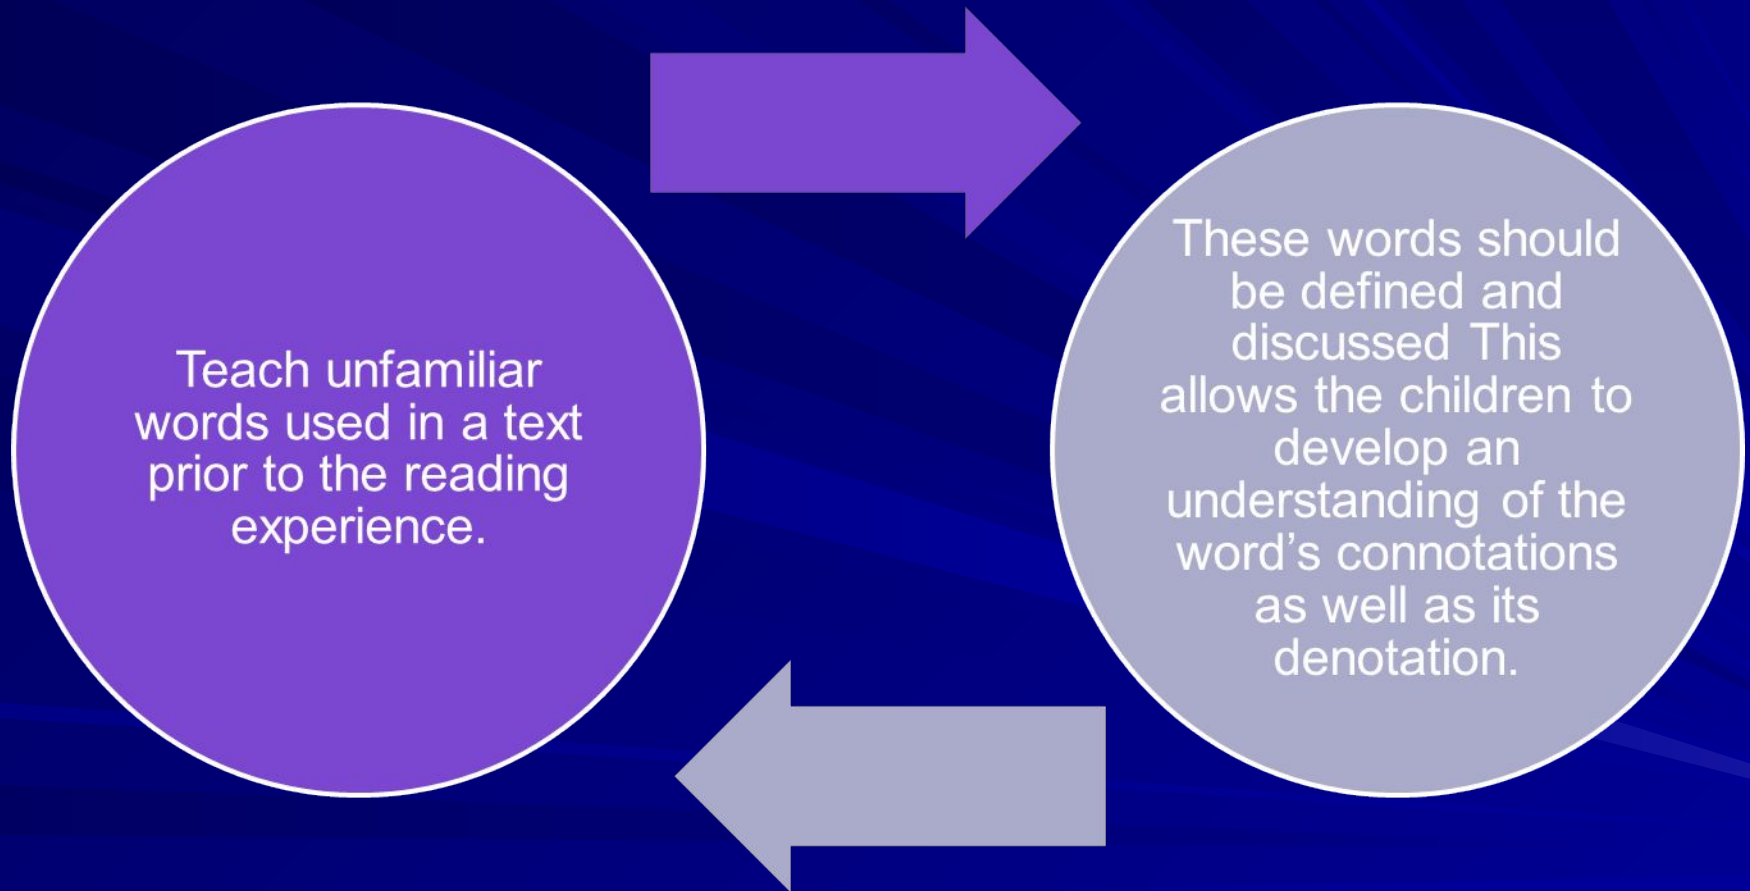 Teach unfamiliar
words used in a text
prior to the reading
experience.
These words should
be defined and
discussed This
allows the children to
develop an
understanding of the
word’s connotations
as well as its
denotation.